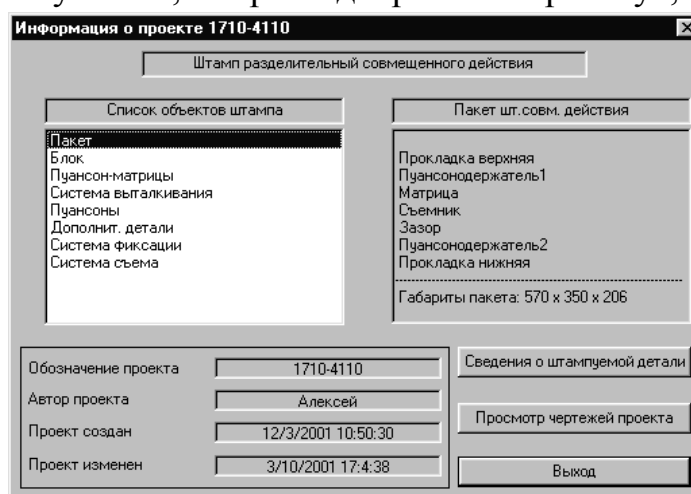 Информация о проекте 1710-4110
Штамп разделительный совмещенного действия
Список объектов штампа
Пакет
Блок
Пуансон-матрицы
Система выталкивания
Пуансоны
Дополнит. детали
Система фиксации
Система съема
Пакет шт.совм. действия
Прокладка верхняя
Пуансонодержатель1
Матрица
Съемник
Зазор
Пуансонодержатель2
Прокладка нижняя
Габариты пакета: 570 x 350 x 206
Обозначение проекта 1710-4110
Автор проекта Алексей
Проект создан 12/3/2001 10:50:30
Проект изменен 3/10/2001 17:4:38
Сведения о штампуемой детали
Просмотр чертежей проекта
Выход